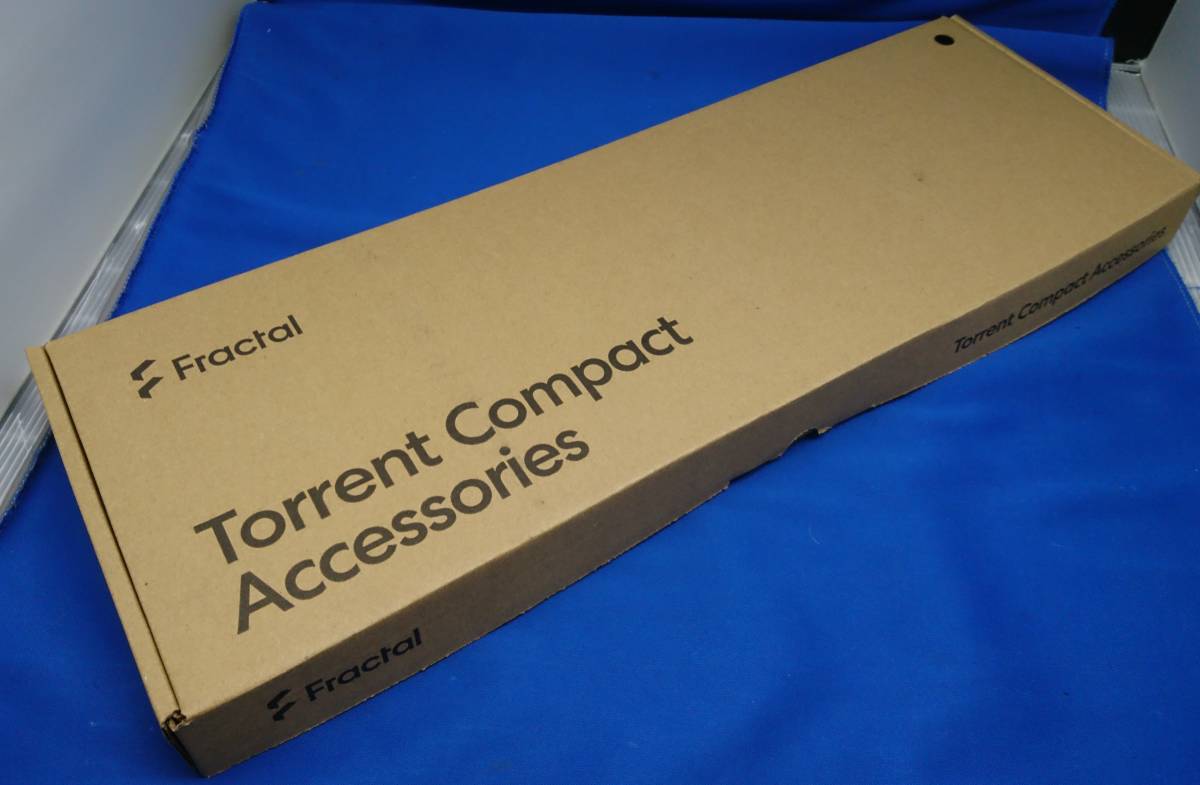 Fractal
Torrent Compact
Accessories
Fractal
Torrent Compact Accessories